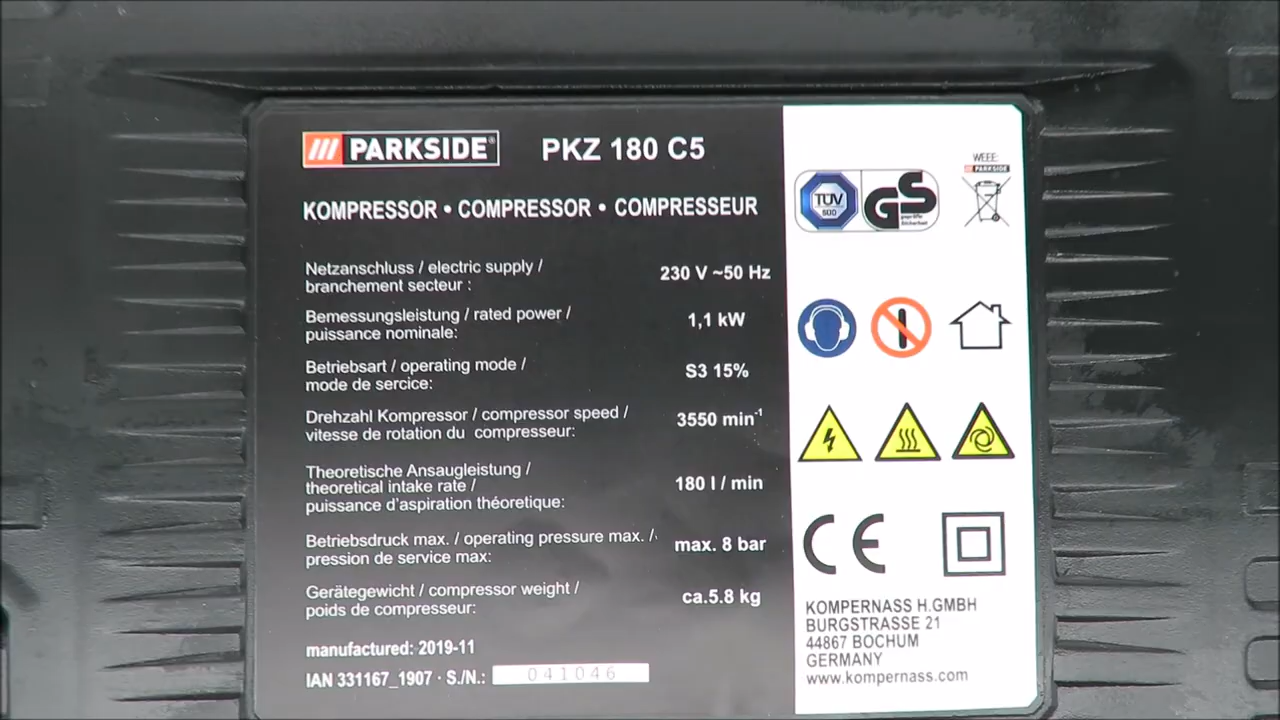 PARKSIDE® PKZ 180 C5
KOMPRESSOR • COMPRESSOR • COMPRESSEUR
Netzanschluss / electric supply / 230 V ~50 Hz
branchement secteur :
Bemessungsleistung / rated power / 1,1 kW
puissance nominale:
Betriebsart / operating mode / S3 15%
mode de sercice:
Drehzahl Kompressor / compressor speed / 3550 min⁻¹
vitesse de rotation du compresseur:
Theoretische Ansaugleistung /
theoretical intake rate / 180 l / min
puissance d'aspiration théoretique:
Betriebsdruck max. / operating pressure max. / max. 8 bar
pression de service max:
Gerätegewicht / compressor weight / ca.5.8 kg
poids de compresseur:
manufactured: 2019-11
IAN 331167_1907 · S./N.: 041046
TÜV
SÜD
GS
geprüfte
Sicherheit
WEEE:
PARKSIDE
CE
KOMPERNASS H.GMBH
BURGSTRASSE 21
44867 BOCHUM
GERMANY
www.kompernass.com